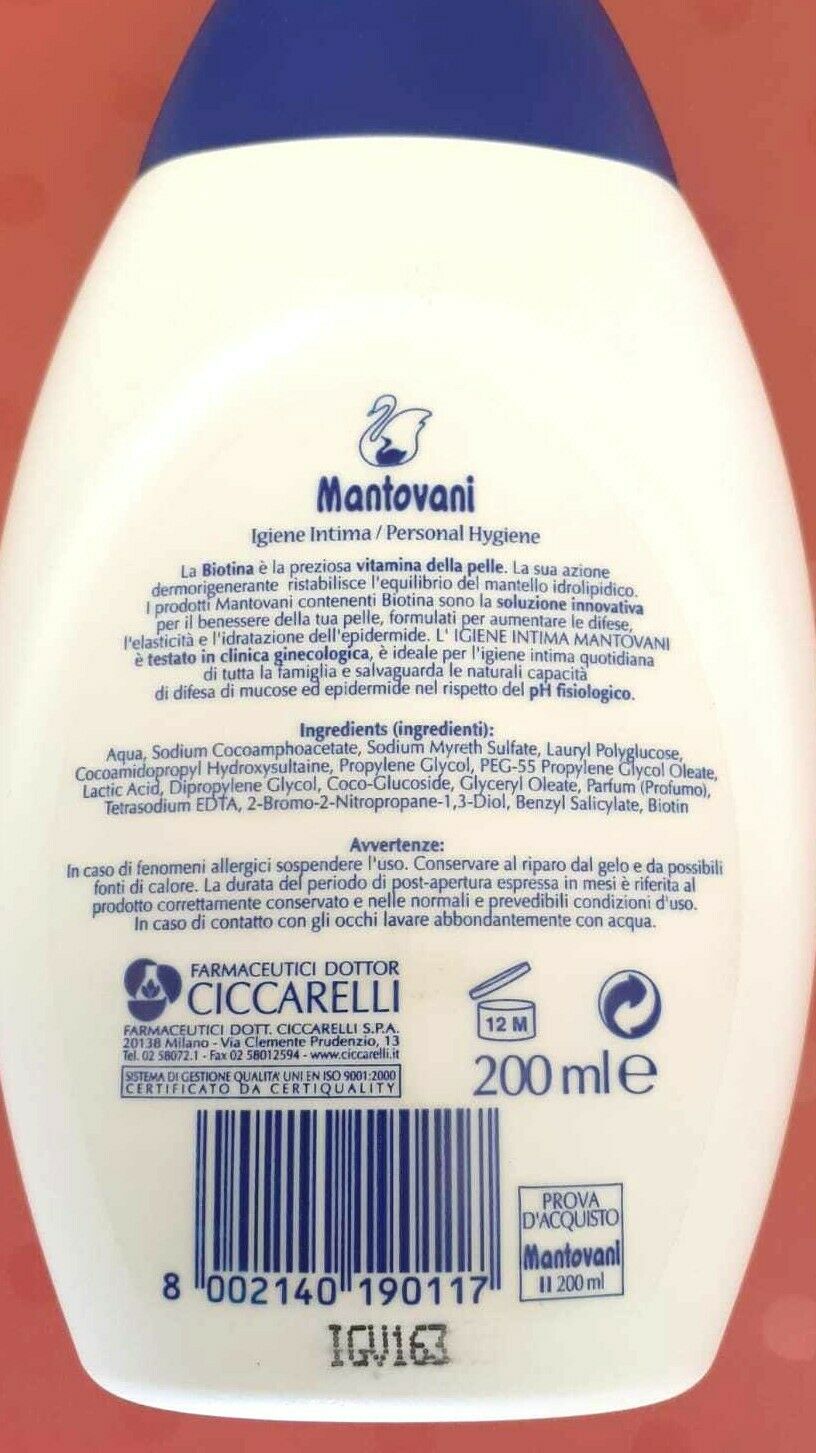 Mantovani
Igiene Intima / Personal Hygiene
La Biotina è la preziosa vitamina della pelle. La sua azione
dermorigenerante ristabilisce l'equilibrio del mantello idrolipidico.
I prodotti Mantovani contenenti Biotina sono la soluzione innovativa
per il benessere della tua pelle, formulati per aumentare le difese,
l'elasticità e l'idratazione dell'epidermide. L' IGIENE INTIMA MANTOVANI
è testato in clinica ginecologica, è ideale per l'igiene intima quotidiana
di tutta la famiglia e salvaguarda le naturali capacità
di difesa di mucose ed epidermide nel rispetto del pH fisiologico.
Ingredients (ingredienti):
Aqua, Sodium Cocoamphoacetate, Sodium Myreth Sulfate, Lauryl Polyglucose,
Cocoamidopropyl Hydroxysultaine, Propylene Glycol, PEG-55 Propylene Glycol Oleate,
Lactic Acid, Dipropylene Glycol, Coco-Glucoside, Glyceryl Oleate, Parfum (Profumo),
Tetrasodium EDTA, 2-Bromo-2-Nitropropane-1,3-Diol, Benzyl Salicylate, Biotin
Avvertenze:
In caso di fenomeni allergici sospendere l'uso. Conservare al riparo dal gelo e da possibili
fonti di calore. La durata del periodo di post-apertura espressa in mesi è riferita al
prodotto correttamente conservato e nelle normali e prevedibili condizioni d'uso.
In caso di contatto con gli occhi lavare abbondantemente con acqua.
FARMACEUTICI DOTTOR
CICCARELLI
FARMACEUTICI DOTT. CICCARELLI S.P.A.
20138 Milano - Via Clemente Prudenzio, 13
Tel. 02 58072.1 - Fax 02 58012594 - www.ciccarelli.it
SISTEMA DI GESTIONE QUALITA' UNI EN ISO 9001:2000
CERTIFICATO DA CERTIQUALITY
12 M
200 ml e
8 002140 190117
PROVA
D'ACQUISTO
Mantovani
II 200 ml
IGV163